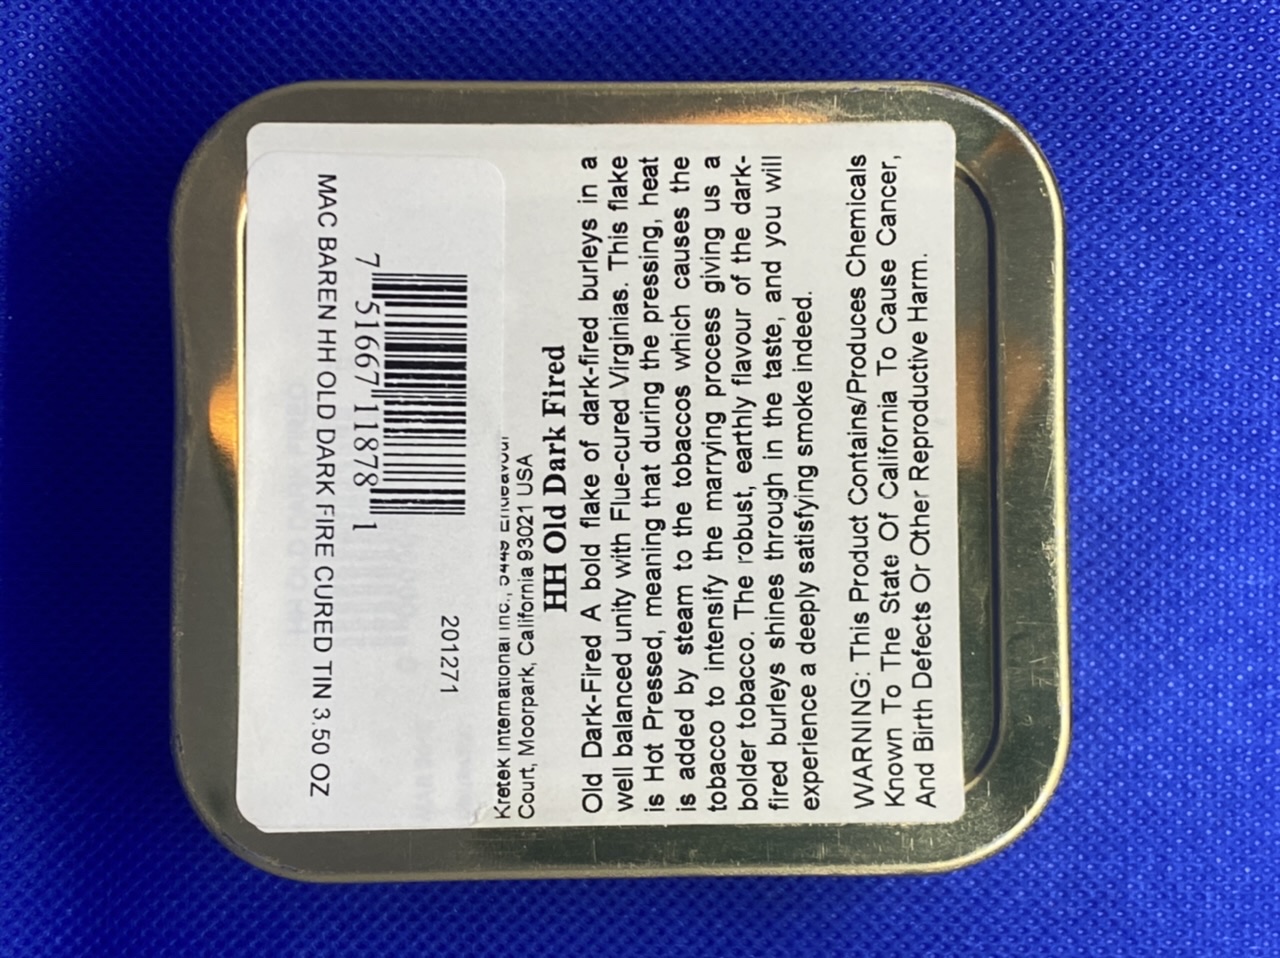 MAC BAREN HH OLD DARK FIRE CURED TIN 3.50 OZ
7 51667 11878 1
201271
Kretek International Inc., 5449 Endeavour
Court, Moorpark, California 93021 USA
HH Old Dark Fired
Old Dark-Fired A bold flake of dark-fired burleys in a
well balanced unity with Flue-cured Virginias. This flake
is Hot Pressed, meaning that during the pressing, heat
is added by steam to the tobaccos which causes the
tobacco to intensify the marrying process giving us a
bolder tobacco. The robust, earthly flavour of the dark-
fired burleys shines through in the taste, and you will
experience a deeply satisfying smoke indeed.
WARNING: This Product Contains/Produces Chemicals
Known To The State Of California To Cause Cancer,
And Birth Defects Or Other Reproductive Harm.